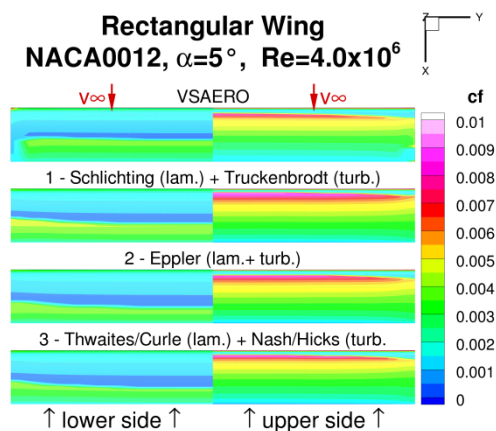 Rectangular Wing
NACA0012, α=5°, Re=4.0x10⁶
Z Y
X
v∞ VSAERO v∞
cf
0.01
0.009
0.008
0.007
0.006
0.005
0.004
0.003
0.002
0.001
0
1 - Schlichting (lam.) + Truckenbrodt (turb.)
2 - Eppler (lam.+ turb.)
3 - Thwaites/Curle (lam.) + Nash/Hicks (turb.
↑ lower side ↑ ↑ upper side ↑